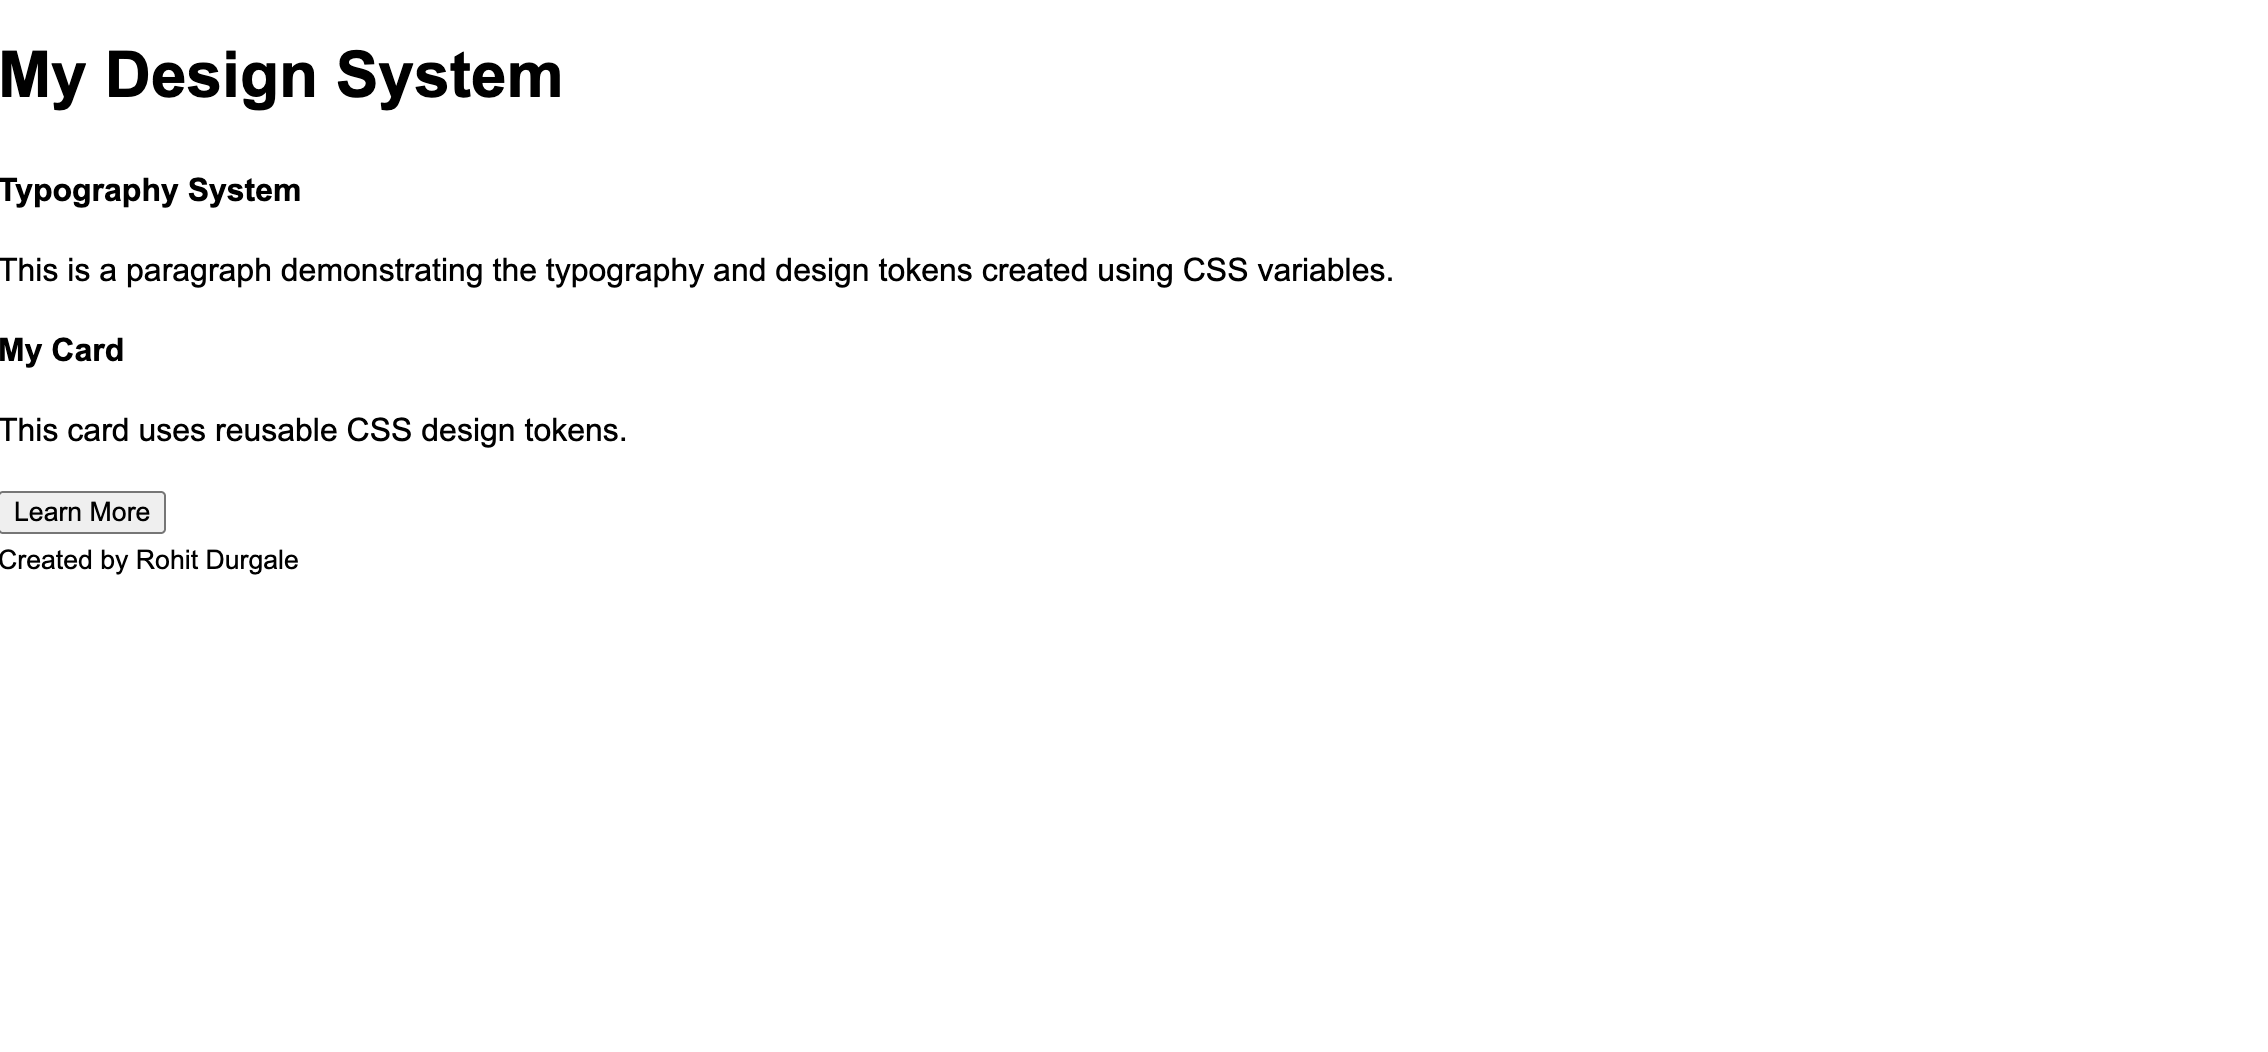 My Design System
Typography System
This is a paragraph demonstrating the typography and design tokens created using CSS variables.
My Card
This card uses reusable CSS design tokens.
Learn More
Created by Rohit Durgale